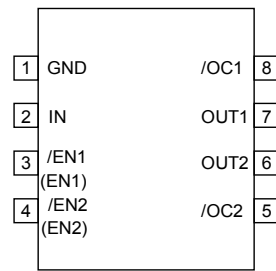 1 GND /OC1 8
2 IN OUT1 7
3 /EN1 OUT2 6
(EN1)
4 /EN2 /OC2 5
(EN2)